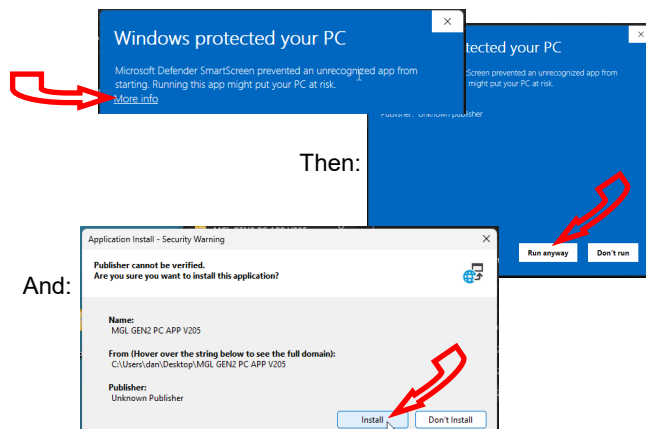 Windows protected your PC
Microsoft Defender SmartScreen prevented an unrecognized app from
starting. Running this app might put your PC at risk.
More info
tected your PC
Screen prevented an unrecognized app from
might put your PC at risk.
Publisher: Unknown publisher
Then:
Run anyway
Don't run
And:
Application Install - Security Warning
Publisher cannot be verified.
Are you sure you want to install this application?
Name:
MGL GEN2 PC APP V205
From (Hover over the string below to see the full domain):
C:\Users\dan\Desktop\MGL GEN2 PC APP V205
Publisher:
Unknown Publisher
Install
Don't Install